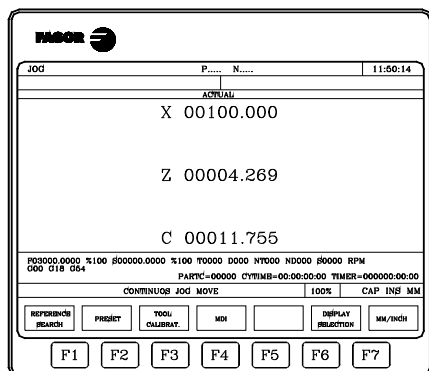 FAGOR
JOG P..... N..... 11:50:14
ACTUAL
X 00100.000
Z 00004.269
C 00011.755
F03000.0000 %100 S00000.0000 %100 T0000 D000 NT000 ND000 S0000 RPM
G00 G18 G54
PARTC=00000 CYTIME=00:00:00:00 TIMER=000000:00:00
CONTINUOS JOG MOVE 100% CAP INS MM
REFERENCE SEARCH PRESET TOOL CALIBRAT. MDI DISPLAY SELECTION MM/INCH
F1 F2 F3 F4 F5 F6 F7